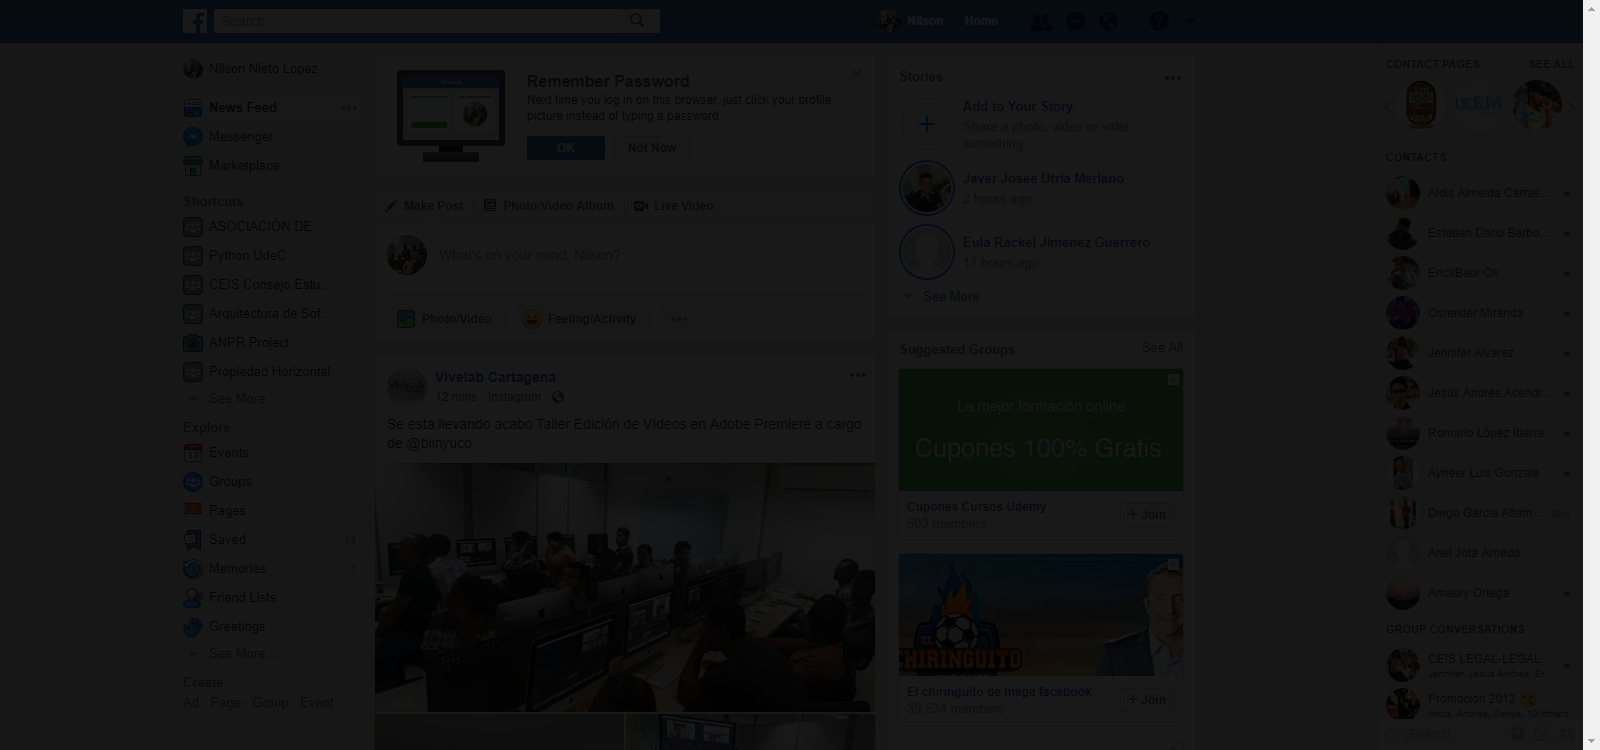 Search
Nilson
Home
Nilson Nieto Lopez
News Feed
Messenger
Marketplace
Shortcuts
ASOCIACIÓN DE ...
Python UdeC
CEIS Consejo Estu...
Arquitectura de Sof...
ANPR Project
Propiedad Horizontal
See More...
Explore
Events
17
Groups
Pages
Saved 14
Memories 1
Friend Lists
Greetings
See More...
Create
Ad Page Group Event
Remember Password
Next time you log in on this browser, just click your profile
picture instead of typing a password.
OK Not Now
Make Post Photo/Video Album Live Video
What's on your mind, Nilson?
Photo/Video Feeling/Activity
Vivelab Cartagena
12 mins · Instagram ·
Se esta llevando acabo Taller Edición de Vídeos en Adobe Premiere a cargo
de @biinyuco
Stories
Add to Your Story
Share a photo, video or write
something
Javer Josee Utria Merlano
2 hours ago
Eula Rackel Jimenez Guerrero
17 hours ago
See More
Suggested Groups See All
La mejor formación online
Cupones 100% Gratis
Cupones Cursos Udemy
503 members
+ Join
EL
CHIRINGUITO
El chiringuito de mega facebook
39,534 members
+ Join
CONTACT PAGES SEE ALL
CONTACTS
Aldis Almeida Carras...
Esteban Dario Barbo...
ErickBaor Ok
Osnaider Miranda
Jennifer Alvarez
Jesús Andrés Acendr...
Romario López Ibarra
Ayneer Luis Gonzale...
Diego Garcia Altam...
Ariel Jota Arnedo
Amaury Ortega
GROUP CONVERSATIONS
CEIS LEGAL-LEGAL
Jennifer, Jesús Andrés, Er...
Promoción 2012
Anita, Andrés, Sarlys, 10 others
Search